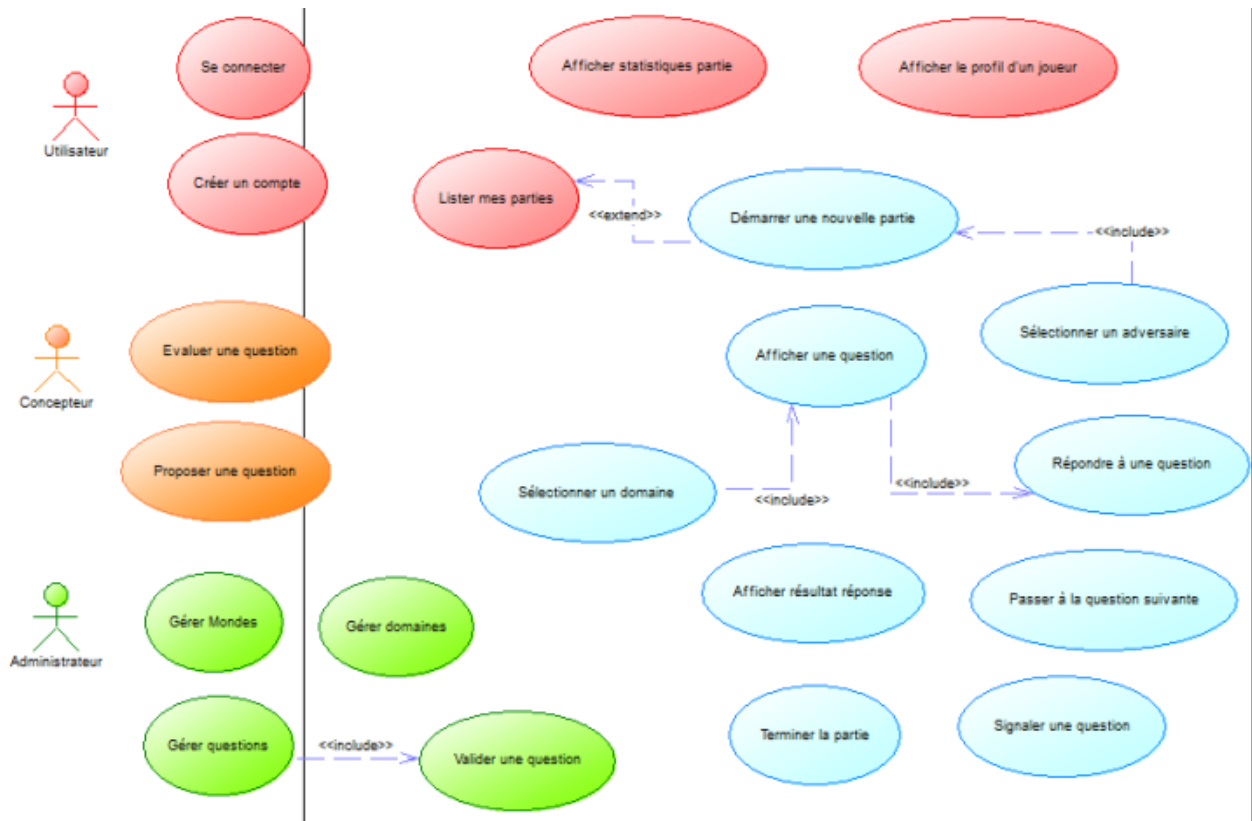 Se connecter
Afficher statistiques partie
Afficher le profil d'un joueur
Utilisateur
Créer un compte
Lister mes parties
<<extend>>
Démarrer une nouvelle partie
<<include>>
Evaluer une question
Afficher une question
Sélectionner un adversaire
Concepteur
Proposer une question
Sélectionner un domaine
<<include>>
<<include>>
Répondre à une question
Afficher résultat réponse
Passer à la question suivante
Gérer Mondes
Gérer domaines
Administrateur
Gérer questions
<<include>>
Valider une question
Terminer la partie
Signaler une question